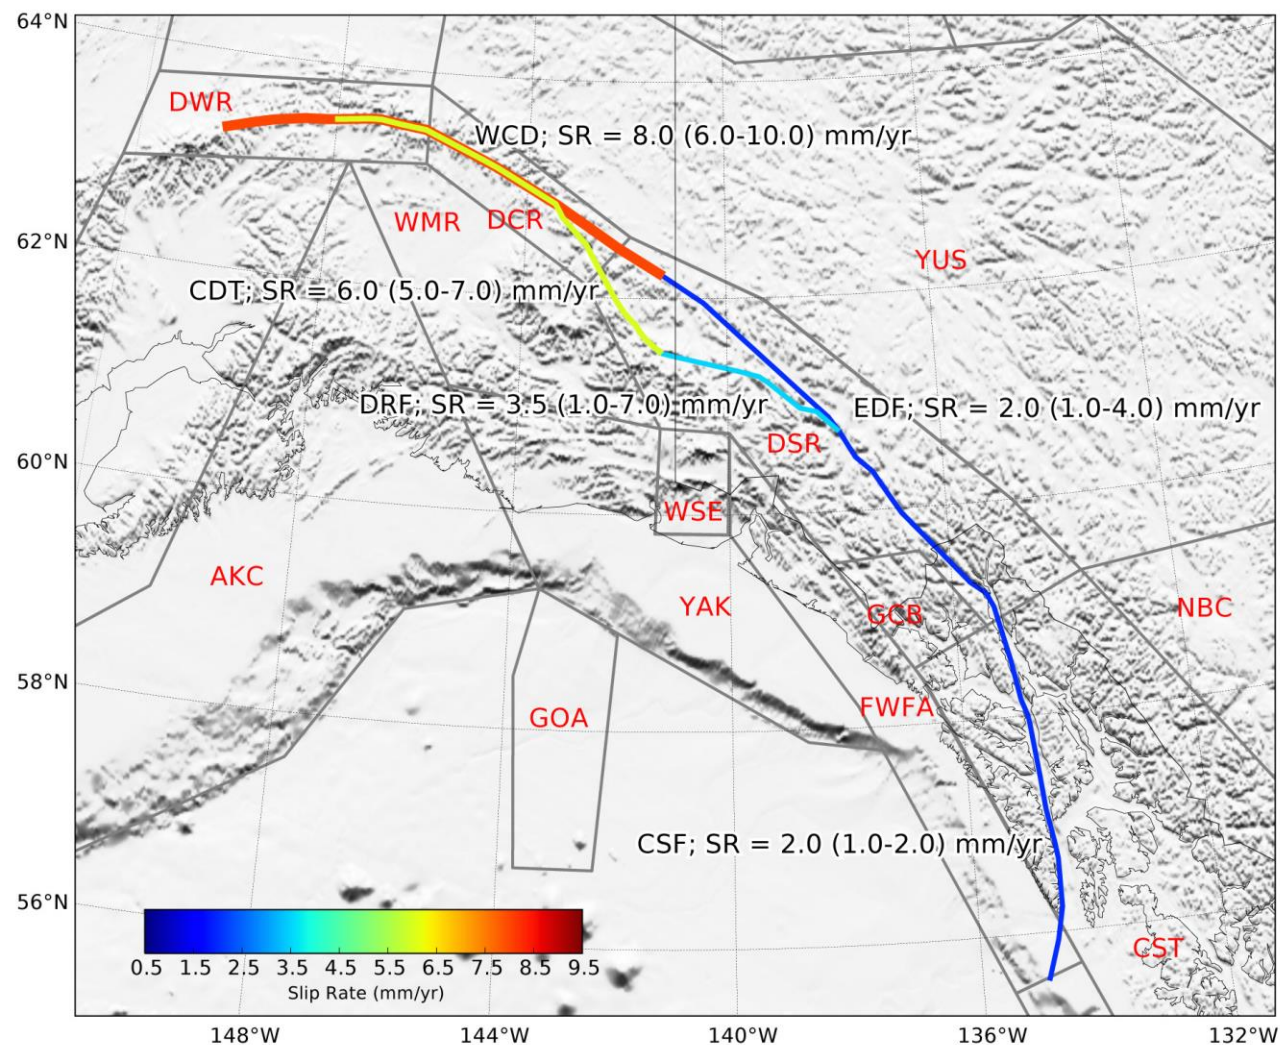 64°N
DWR
WCD; SR = 8.0 (6.0-10.0) mm/yr
WMR
DCR
62°N
YUS
CDT; SR = 6.0 (5.0-7.0) mm/yr
DRF; SR = 3.5 (1.0-7.0) mm/yr
EDF; SR = 2.0 (1.0-4.0) mm/yr
DSR
60°N
WSE
AKC
YAK
GCB
NBC
58°N
GOA
FWFA
CSF; SR = 2.0 (1.0-2.0) mm/yr
56°N
CST
0.5 1.5 2.5 3.5 4.5 5.5 6.5 7.5 8.5 9.5
Slip Rate (mm/yr)
148°W 144°W 140°W 136°W 132°W